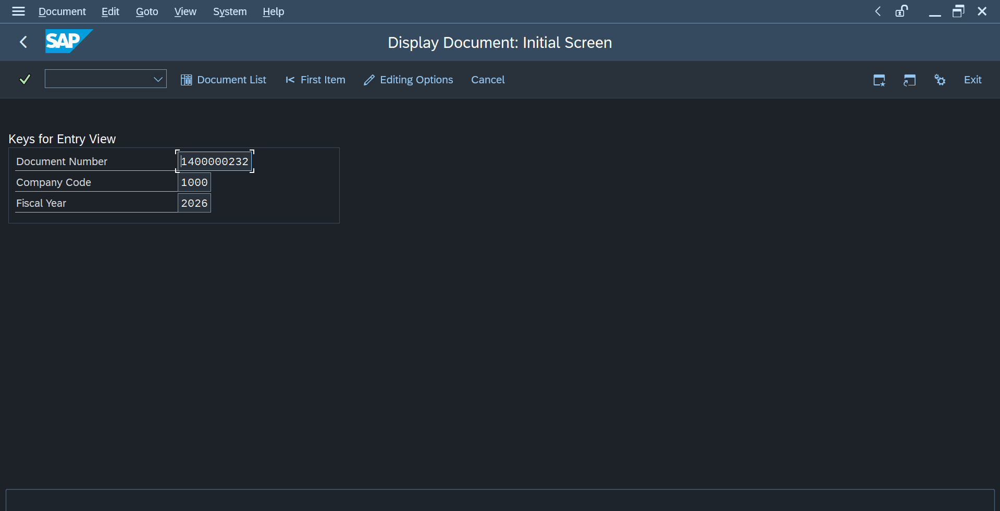 Document Edit Goto View System Help
SAP
Display Document: Initial Screen
Document List First Item Editing Options Cancel Exit
Keys for Entry View
Document Number 1400000232
Company Code 1000
Fiscal Year 2026